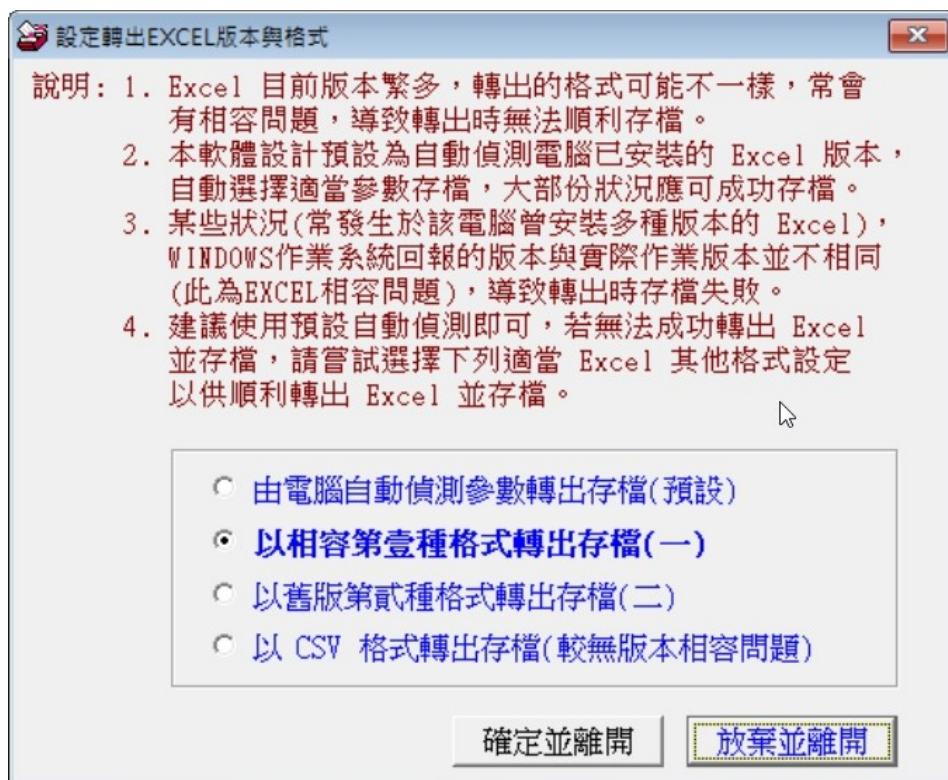 設定轉出EXCEL版本與格式
說明: 1. Excel 目前版本繁多，轉出的格式可能不一樣，常會
有相容問題，導致轉出時無法順利存檔。
2. 本軟體設計預設為自動偵測電腦已安裝的 Excel 版本，
自動選擇適當參數存檔，大部份狀況應可成功存檔。
3. 某些狀況(常發生於該電腦曾安裝多種版本的 Excel)，
WINDOWS作業系統回報的版本與實際作業版本並不相同
(此為EXCEL相容問題)，導致轉出時存檔失敗。
4. 建議使用預設自動偵測即可，若無法成功轉出 Excel
並存檔，請嘗試選擇下列適當 Excel 其他格式設定
以供順利轉出 Excel 並存檔。
由電腦自動偵測參數轉出存檔(預設)
以相容第壹種格式轉出存檔(一)
以舊版第貳種格式轉出存檔(二)
以 CSV 格式轉出存檔(較無版本相容問題)
確定並離開
放棄並離開